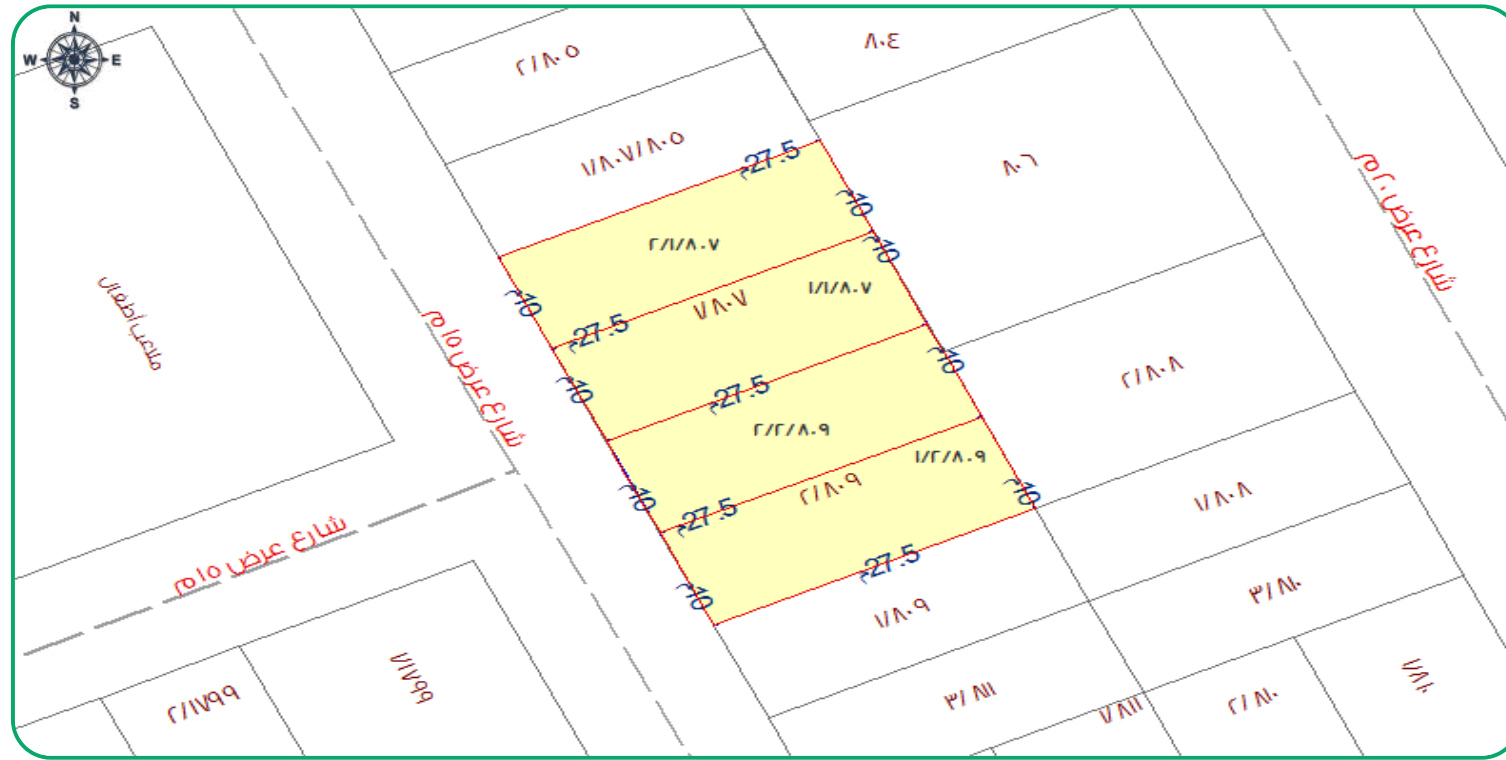 N
W E
S
٢/٨٠٥
٨٠٤
١/٨٠٧/٨٠٥
27.5م
٨٠٦
شارع عرض ٢٠م
10م
٢/١/٨٠٧
10م
١/١/٨٠٧
١/٨٠٧
10م
27.5م
ملاعب أطفال
شارع عرض ١٥م
10م
٢/٨٠٨
10م
27.5م
٢/٢/٨٠٩
١/٢/٨٠٩
٢/٨٠٩
10م
10م
27.5م
١/٨٠٨
شارع عرض ١٥م
27.5م
10م
١/٨٠٩
٣/٨١٠
١/١٧٩٩
٢/١٧٩٩
٣/٨١١
١/٨١١
٢/٨١٠
١/٨١٠